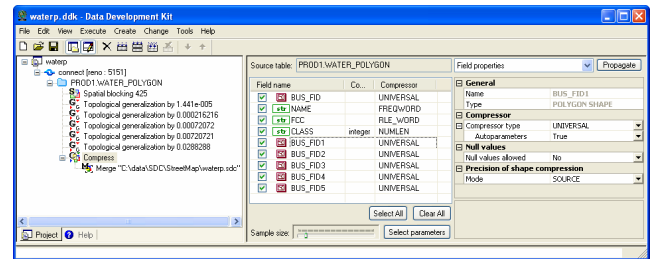 waterp.ddk - Data Development Kit
File Edit View Execute Create Change Tools Help
waterp
connect [reno : 5151]
PROD1.WATER_POLYGON
Spatial blocking 425
Topological generalization by 1.441e-005
Topological generalization by 0.000216216
Topological generalization by 0.00072072
Topological generalization by 0.00720721
Topological generalization by 0.0288288
Compress
Merge "C:\data\SDC\StreetMap\waterp.sdc"
Project Help
Source table: PROD1.WATER_POLYGON
Field name Co... Compressor
BUS_FID UNIVERSAL
str NAME FREQWORD
str FCC RLE_WORD
str CLASS integer NUMLEN
BUS_FID1 UNIVERSAL
BUS_FID2 UNIVERSAL
BUS_FID3 UNIVERSAL
BUS_FID4 UNIVERSAL
BUS_FID5 UNIVERSAL
Select All Clear All
Sample size: Select parameters
Field properties Propagate
General
Name BUS_FID1
Type POLYGON SHAPE
Compressor
Compressor type UNIVERSAL
Autoparameters True
Null values
Null values allowed No
Precision of shape compression
Mode SOURCE